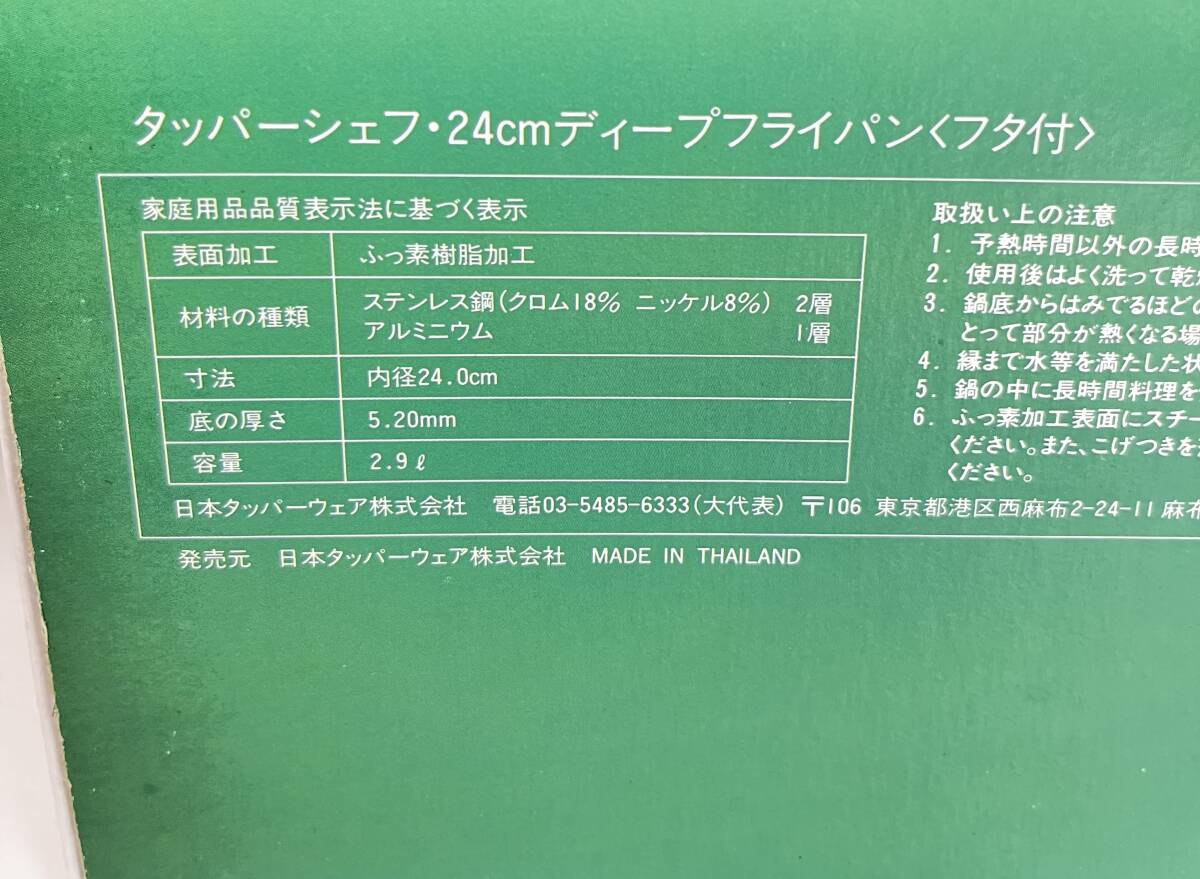 タッパーシェフ・24cmディープフライパン〈フタ付〉
家庭用品品質表示法に基づく表示
表面加工 ふっ素樹脂加工
材料の種類 ステンレス鋼(クロム18% ニッケル8%) 2層
アルミニウム 1層
寸法 内径24.0cm
底の厚さ 5.20mm
容量 2.9ℓ
日本タッパーウェア株式会社 電話03-5485-6333(大代表) 〒106 東京都港区西麻布2-24-11 麻布
発売元 日本タッパーウェア株式会社 MADE IN THAILAND
取扱い上の注意
1. 予熱時間以外の長時
2. 使用後はよく洗って乾
3. 鍋底からはみでるほどの
とって部分が熱くなる場
4. 縁まで水等を満たした状
5. 鍋の中に長時間料理を
6. ふっ素加工表面にスチー
ください。また、こげつきを
ください。